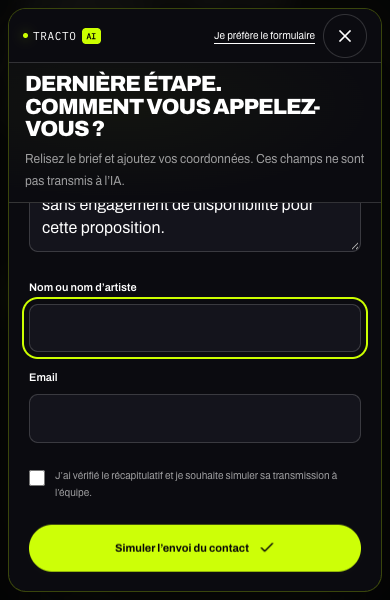 TRACTO AI
Je préfère le formulaire
DERNIÈRE ÉTAPE.
COMMENT VOUS APPELEZ-
VOUS ?
Relisez le brief et ajoutez vos coordonnées. Ces champs ne sont
pas transmis à l’IA.
sans engagement de disponibilité pour
cette proposition.
Nom ou nom d’artiste
Email
J’ai vérifié le récapitulatif et je souhaite simuler sa transmission à
l’équipe.
Simuler l’envoi du contact